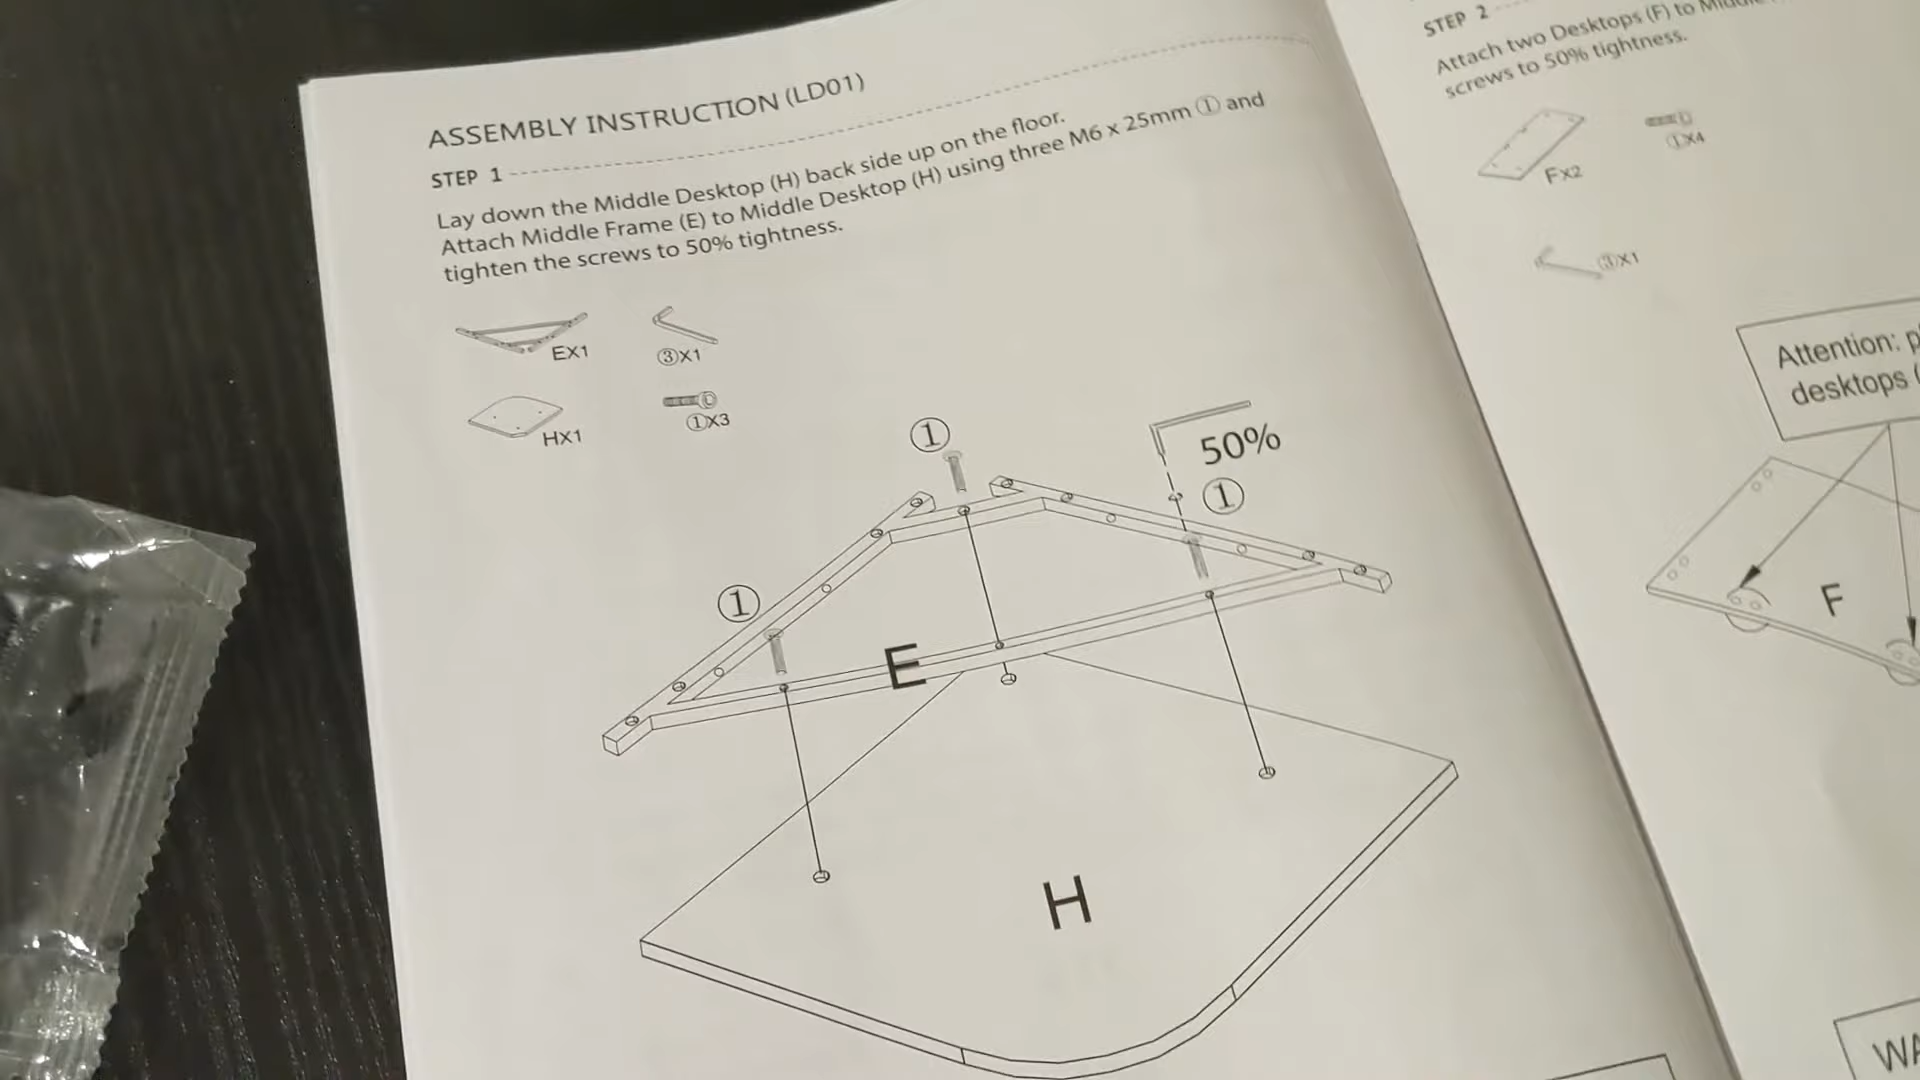 ASSEMBLY INSTRUCTION (LD01)
STEP 1
Lay down the Middle Desktop (H) back side up on the floor.
Attach Middle Frame (E) to Middle Desktop (H) using three M6 x 25mm ① and
tighten the screws to 50% tightness.
EX1
③X1
HX1
①X3
①
50%
①
①
E
H
STEP 2
Attach two Desktops (F) to
screws to 50% tightness.
FX2
①X4
③X1
Attention:
desktops (
F